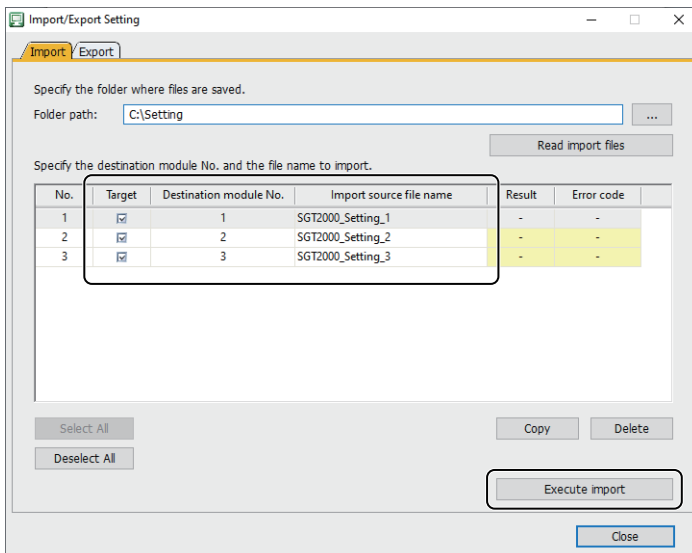 Import/Export Setting
Import Export
Specify the folder where files are saved.
Folder path: C:\Setting ...
Read import files
Specify the destination module No. and the file name to import.
No. Target Destination module No. Import source file name Result Error code
1 1 SGT2000_Setting_1 - -
2 2 SGT2000_Setting_2 - -
3 3 SGT2000_Setting_3 - -
Select All Copy Delete
Deselect All
Execute import
Close